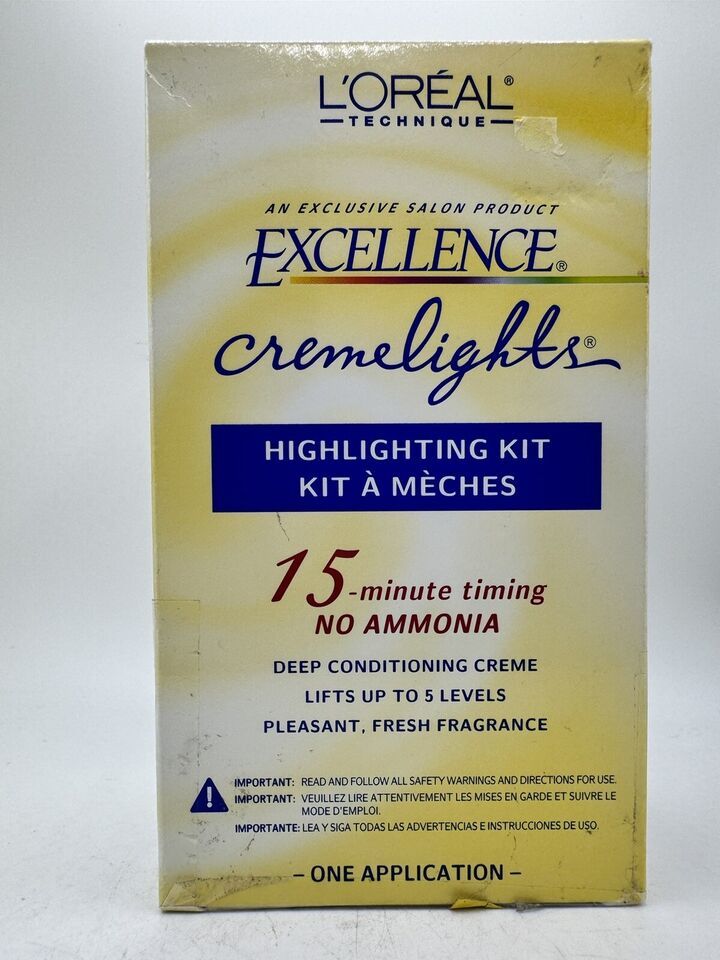 L'ORÉAL®
—TECHNIQUE—
AN EXCLUSIVE SALON PRODUCT
EXCELLENCE®
cremelights®
HIGHLIGHTING KIT
KIT À MÈCHES
15-minute timing
NO AMMONIA
DEEP CONDITIONING CREME
LIFTS UP TO 5 LEVELS
PLEASANT, FRESH FRAGRANCE
IMPORTANT: READ AND FOLLOW ALL SAFETY WARNINGS AND DIRECTIONS FOR USE.
IMPORTANT: VEUILLEZ LIRE ATTENTIVEMENT LES MISES EN GARDE ET SUIVRE LE
MODE D'EMPLOI.
IMPORTANTE: LEA Y SIGA TODAS LAS ADVERTENCIAS E INSTRUCCIONES DE USO.
– ONE APPLICATION –